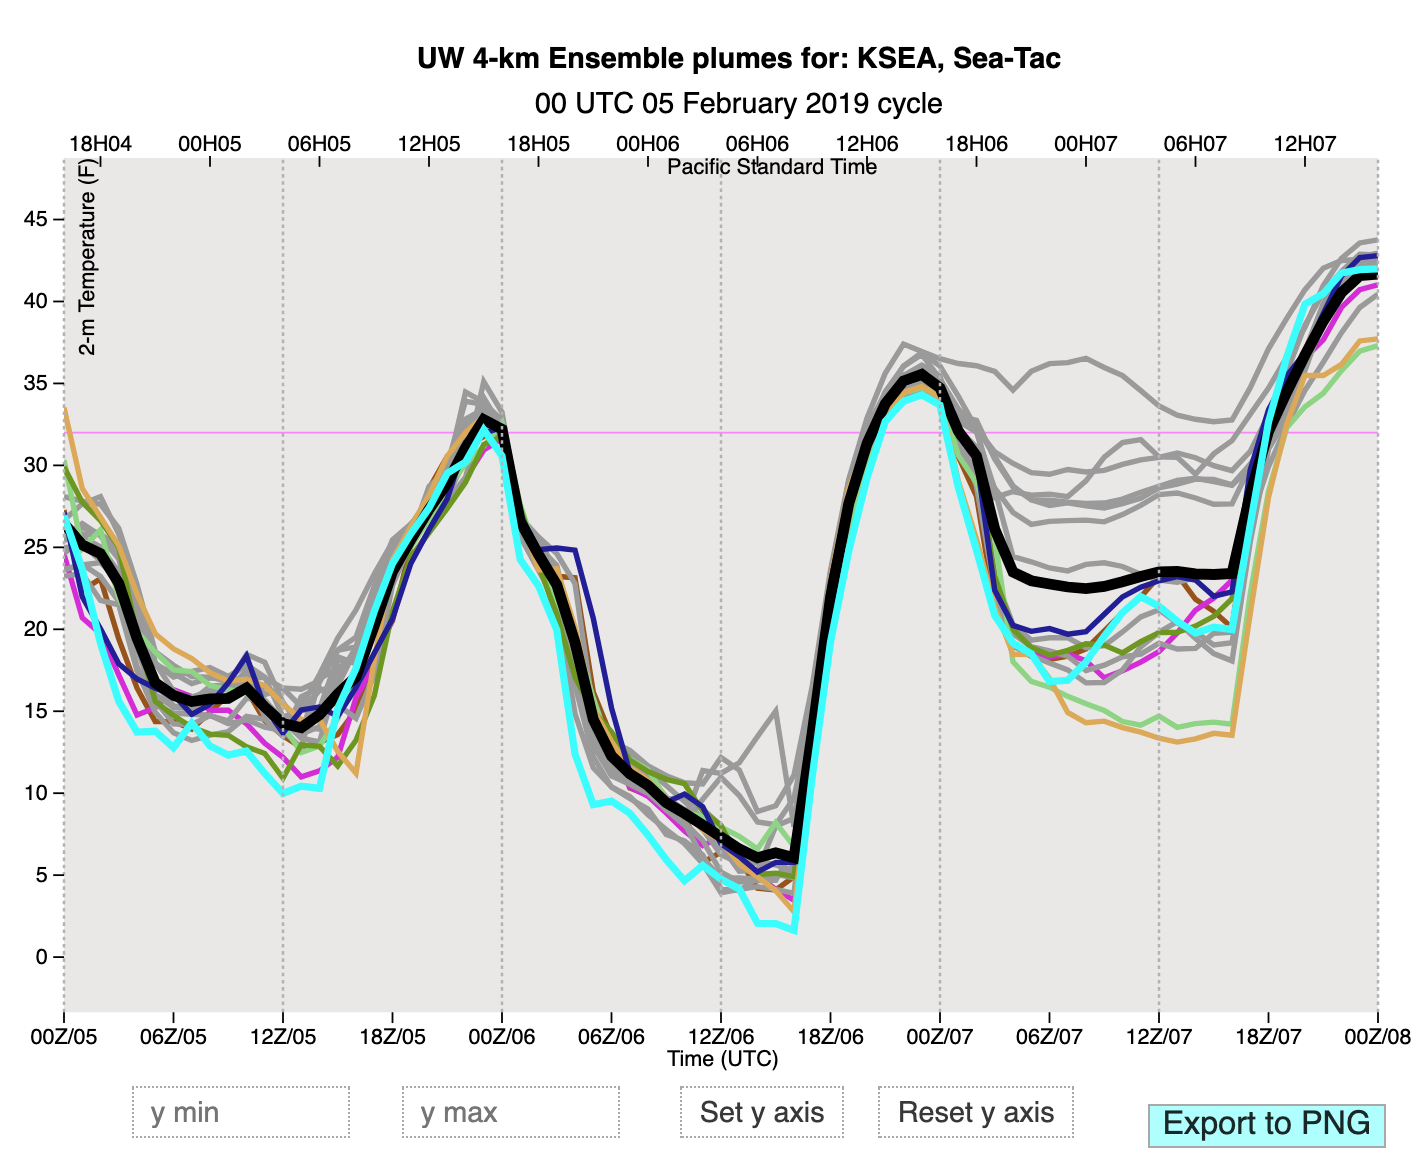 UW 4-km Ensemble plumes for: KSEA, Sea-Tac
00 UTC 05 February 2019 cycle
18H04 00H05 06H05 12H05 18H05 00H06 06H06 12H06 18H06 00H07 06H07 12H07
Pacific Standard Time
2-m Temperature (F)
45
40
35
30
25
20
15
10
5
0
00Z/05 06Z/05 12Z/05 18Z/05 00Z/06 06Z/06 12Z/06 18Z/06 00Z/07 06Z/07 12Z/07 18Z/07 00Z/08
Time (UTC)
y min y max Set y axis Reset y axis Export to PNG